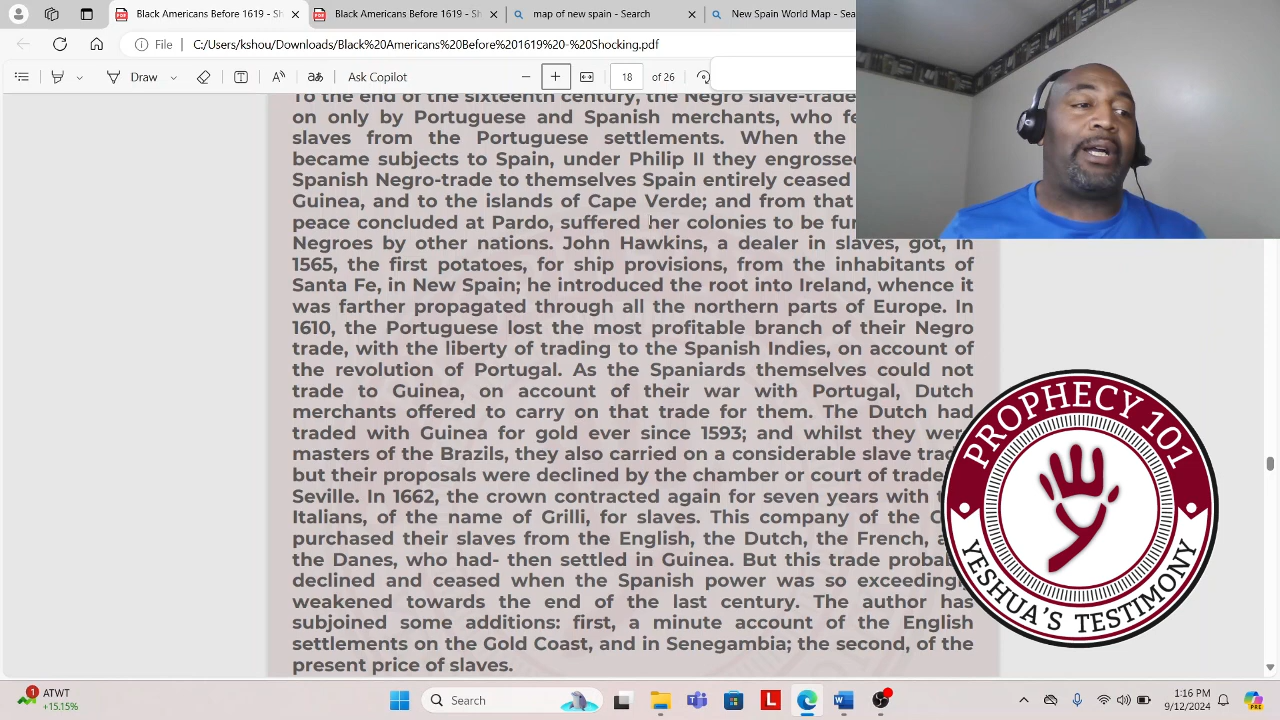 Black Americans Before 1619 - Sh
Black Americans Before 1619 - Sh
map of new spain - Search
New Spain World Map - Sea
File
C:/Users/kshou/Downloads/Black%20Americans%20Before%201619%20-%20Shocking.pdf
Draw
Ask Copilot
18
of 26
To the end of the sixteenth century, the Negro slave-trade
on only by Portuguese and Spanish merchants, who fe
slaves from the Portuguese settlements. When the
became subjects to Spain, under Philip II they engrossed
Spanish Negro-trade to themselves Spain entirely ceased
Guinea, and to the islands of Cape Verde; and from that
peace concluded at Pardo, suffered her colonies to be fur
Negroes by other nations. John Hawkins, a dealer in slaves, got, in
1565, the first potatoes, for ship provisions, from the inhabitants of
Santa Fe, in New Spain; he introduced the root into Ireland, whence it
was farther propagated through all the northern parts of Europe. In
1610, the Portuguese lost the most profitable branch of their Negro
trade, with the liberty of trading to the Spanish Indies, on account of
the revolution of Portugal. As the Spaniards themselves could not
trade to Guinea, on account of their war with Portugal, Dutch
merchants offered to carry on that trade for them. The Dutch had
traded with Guinea for gold ever since 1593; and whilst they wer
masters of the Brazils, they also carried on a considerable slave trad
but their proposals were declined by the chamber or court of trade
Seville. In 1662, the crown contracted again for seven years with t
Italians, of the name of Grilli, for slaves. This company of the G
purchased their slaves from the English, the Dutch, the French, a
the Danes, who had- then settled in Guinea. But this trade probab
declined and ceased when the Spanish power was so exceeding
weakened towards the end of the last century. The author has
subjoined some additions: first, a minute account of the English
settlements on the Gold Coast, and in Senegambia; the second, of the
present price of slaves.
PROPHECY 101
YESHUA'S TESTIMONY
1
ATWT
+15.15%
Search
1:16 PM
9/12/2024